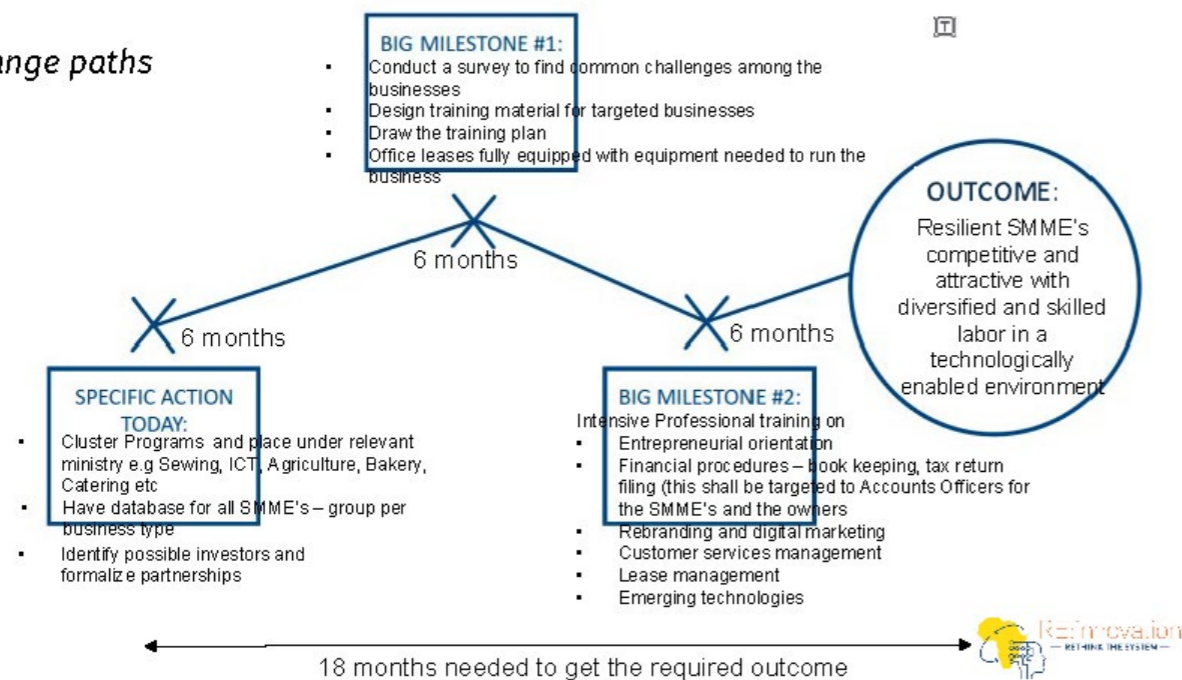 ange paths
BIG MILESTONE #1:
▪ Conduct a survey to find common challenges among the
businesses
▪ Design training material for targeted businesses
▪ Draw the training plan
▪ Office leases fully equipped with equipment needed to run the
business
6 months
6 months
6 months
OUTCOME:
Resilient SMME's
competitive and
attractive with
diversified and skilled
labor in a
technologically
enabled environment
SPECIFIC ACTION
TODAY:
▪ Cluster Programs and place under relevant
ministry e.g Sewing, ICT, Agriculture, Bakery,
Catering etc
▪ Have database for all SMME's – group per
business type
▪ Identify possible investors and
formalize partnerships
BIG MILESTONE #2:
Intensive Professional training on
▪ Entrepreneurial orientation
▪ Financial procedures – book keeping, tax return
filing (this shall be targeted to Accounts Officers for
the SMME's and the owners
▪ Rebranding and digital marketing
▪ Customer services management
▪ Lease management
▪ Emerging technologies
18 months needed to get the required outcome
RE:innovation
— RETHINK THE SYSTEM —
T